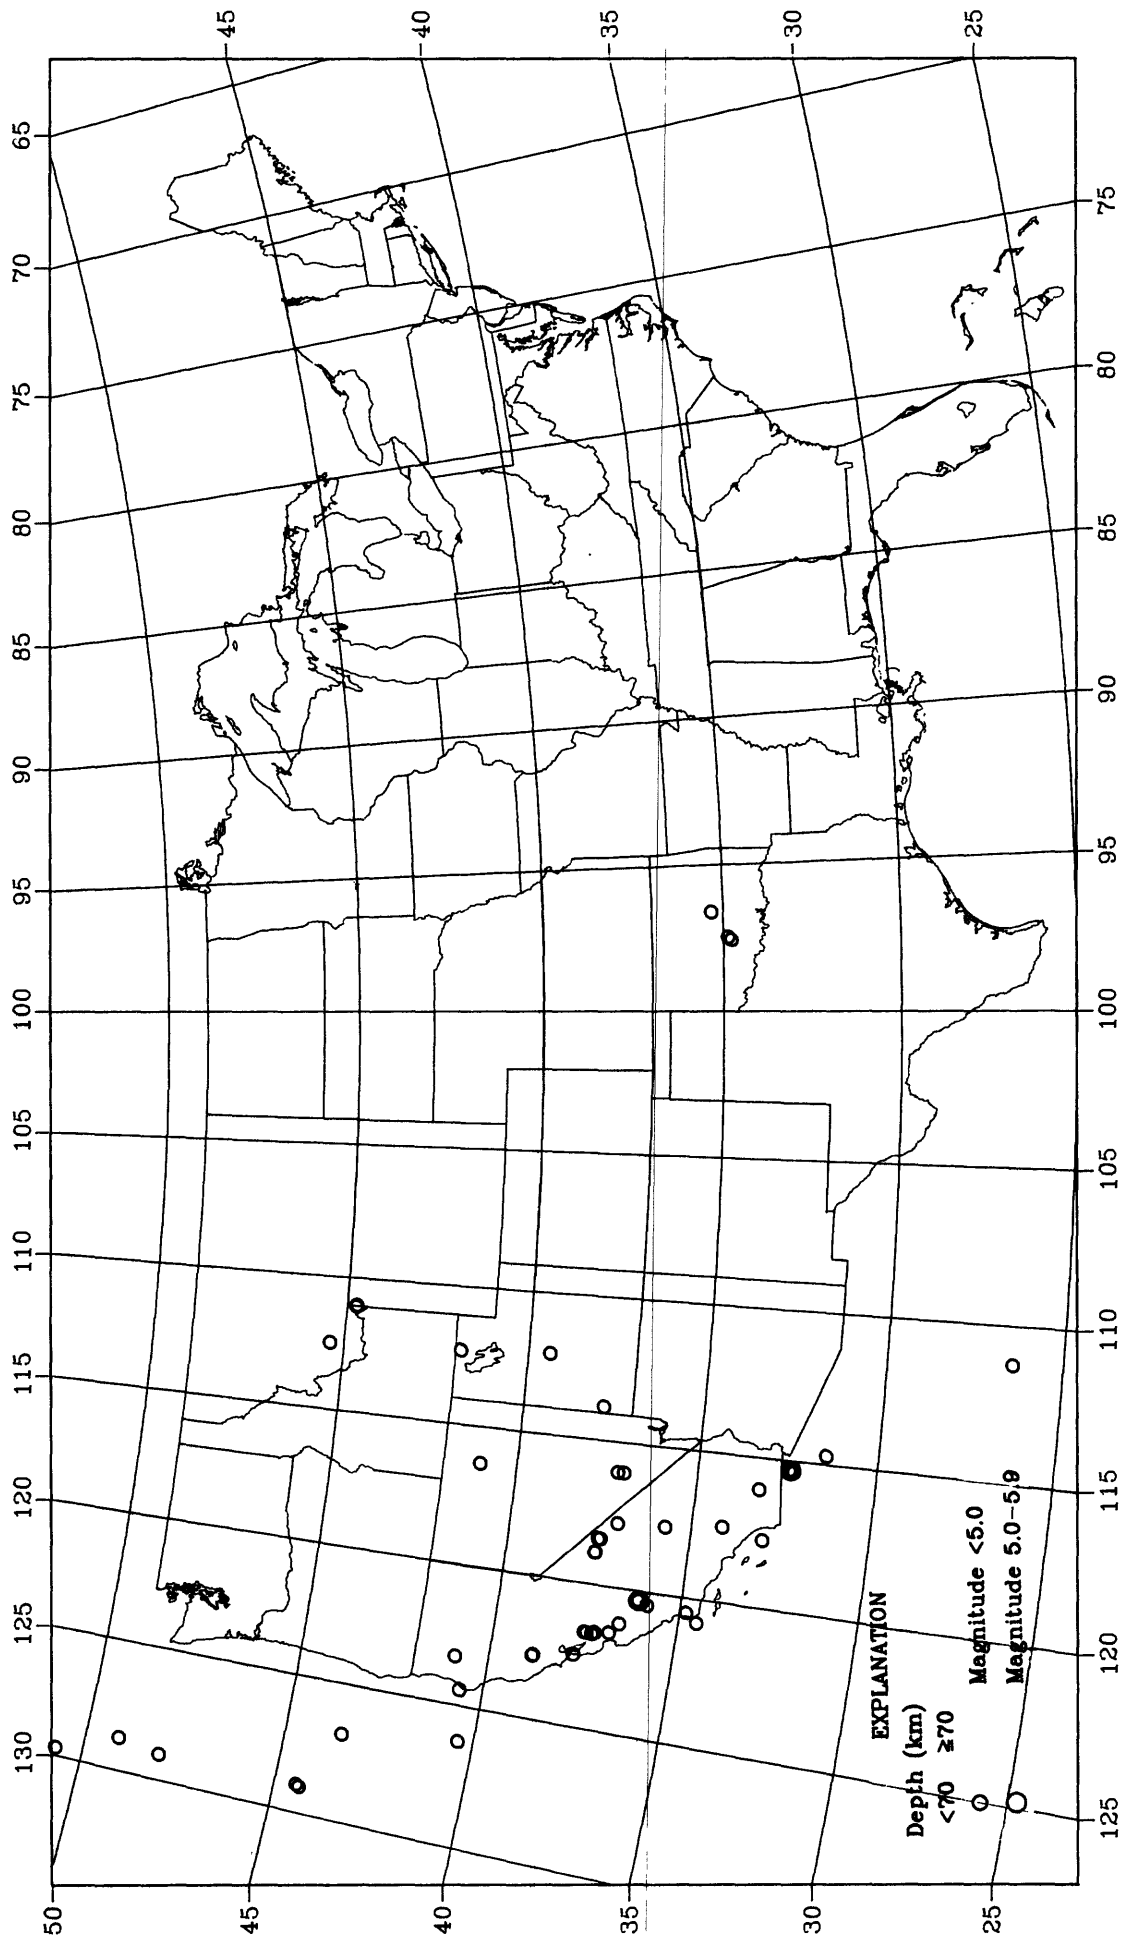 130 125 120 115 110 105 100 95 90 85 80 75 70 65
50
45 45
40 40
35 35
30 30
EXPLANATION
Depth (km)
<70 ≧70
Magnitude <5.0
25 25
Magnitude 5.0-5.9
125 120 115 110 105 100 95 90 85 80 75